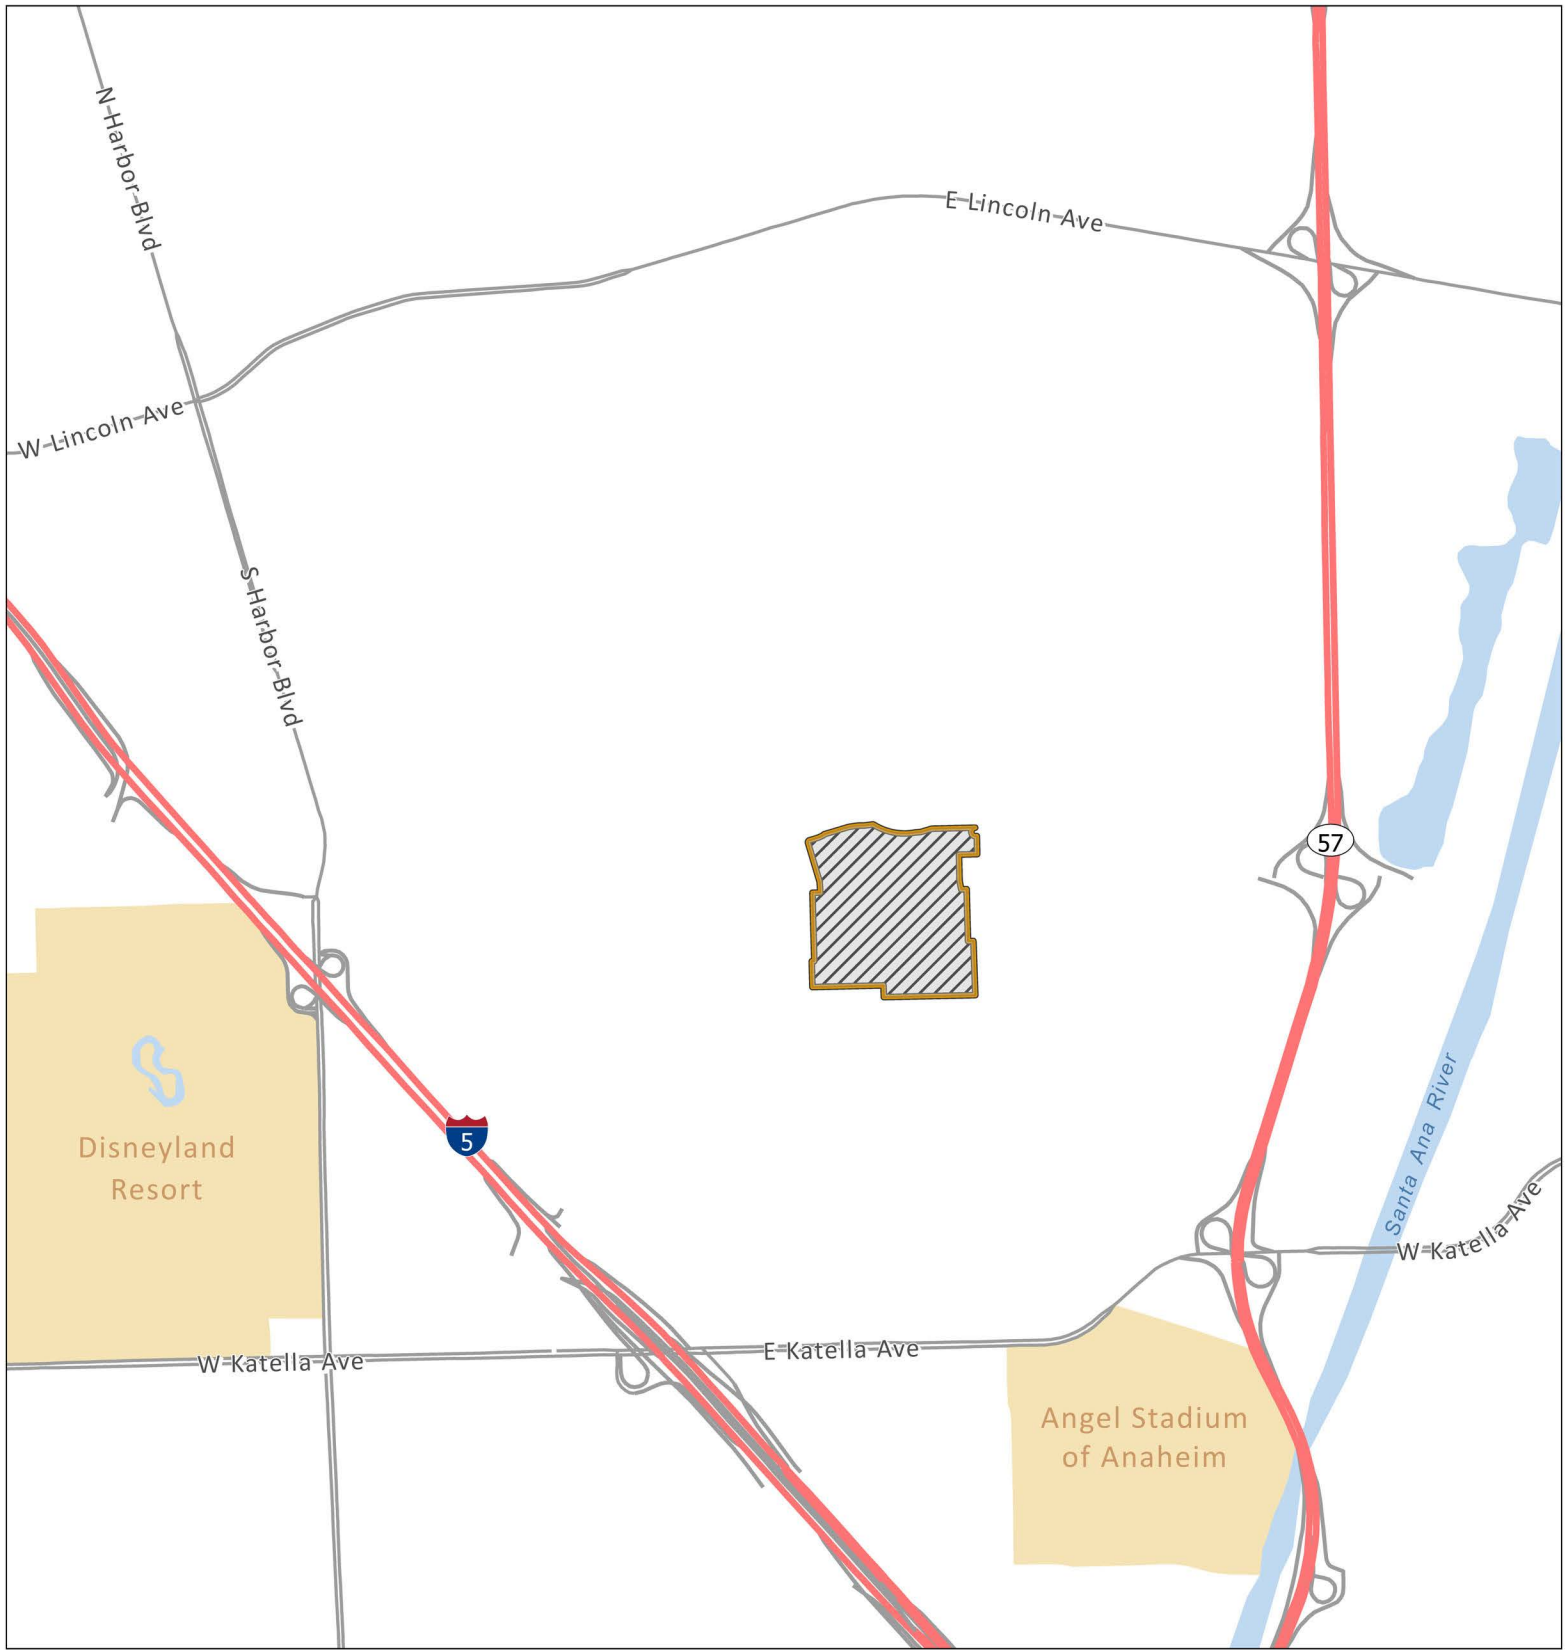 N Harbor Blvd
E Lincoln Ave
W Lincoln Ave
S Harbor Blvd
57
Santa Ana River
5
Disneyland
Resort
W Katella Ave
E Katella Ave
W Katella Ave
Angel Stadium
of Anaheim